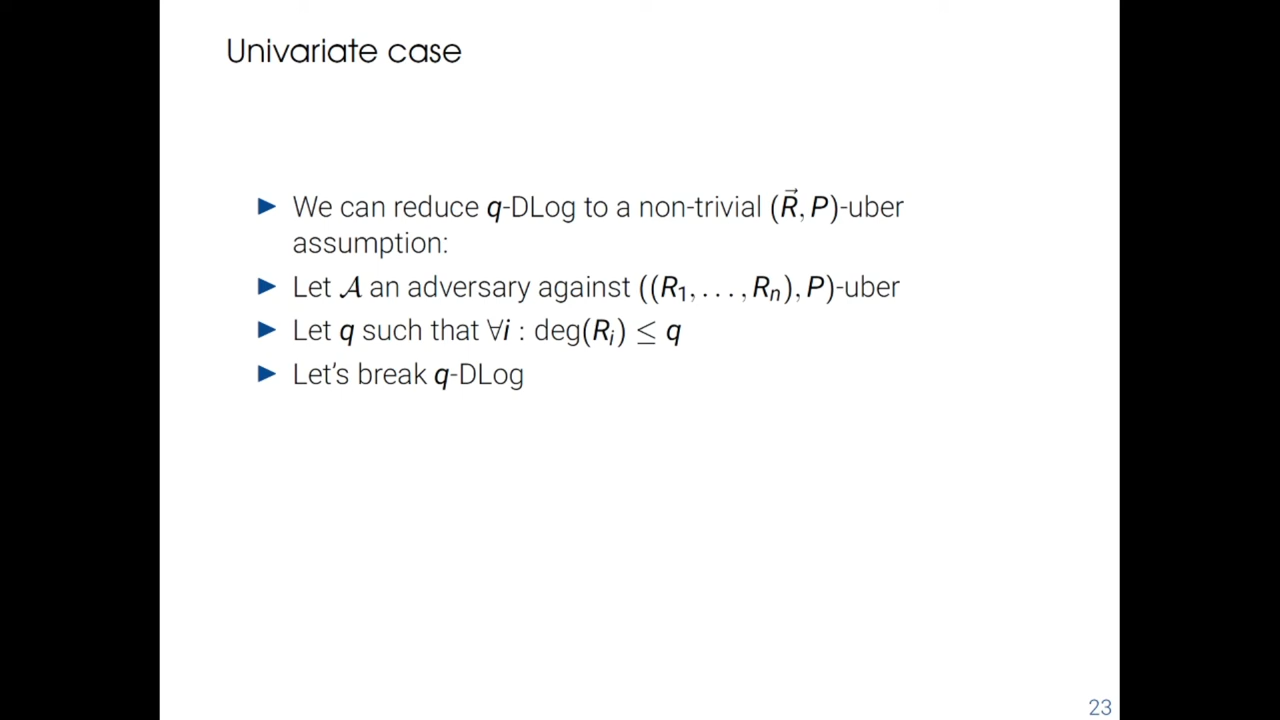 Univariate case
▶ We can reduce q-DLog to a non-trivial (R⃗, P)-uber
assumption:
▶ Let 𝒜 an adversary against ((R₁, . . . , Rₙ), P)-uber
▶ Let q such that ∀i : deg(Rᵢ) ≤ q
▶ Let's break q-DLog
23